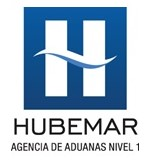 H
HUBEMAR
AGENCIA DE ADUANAS NIVEL 1